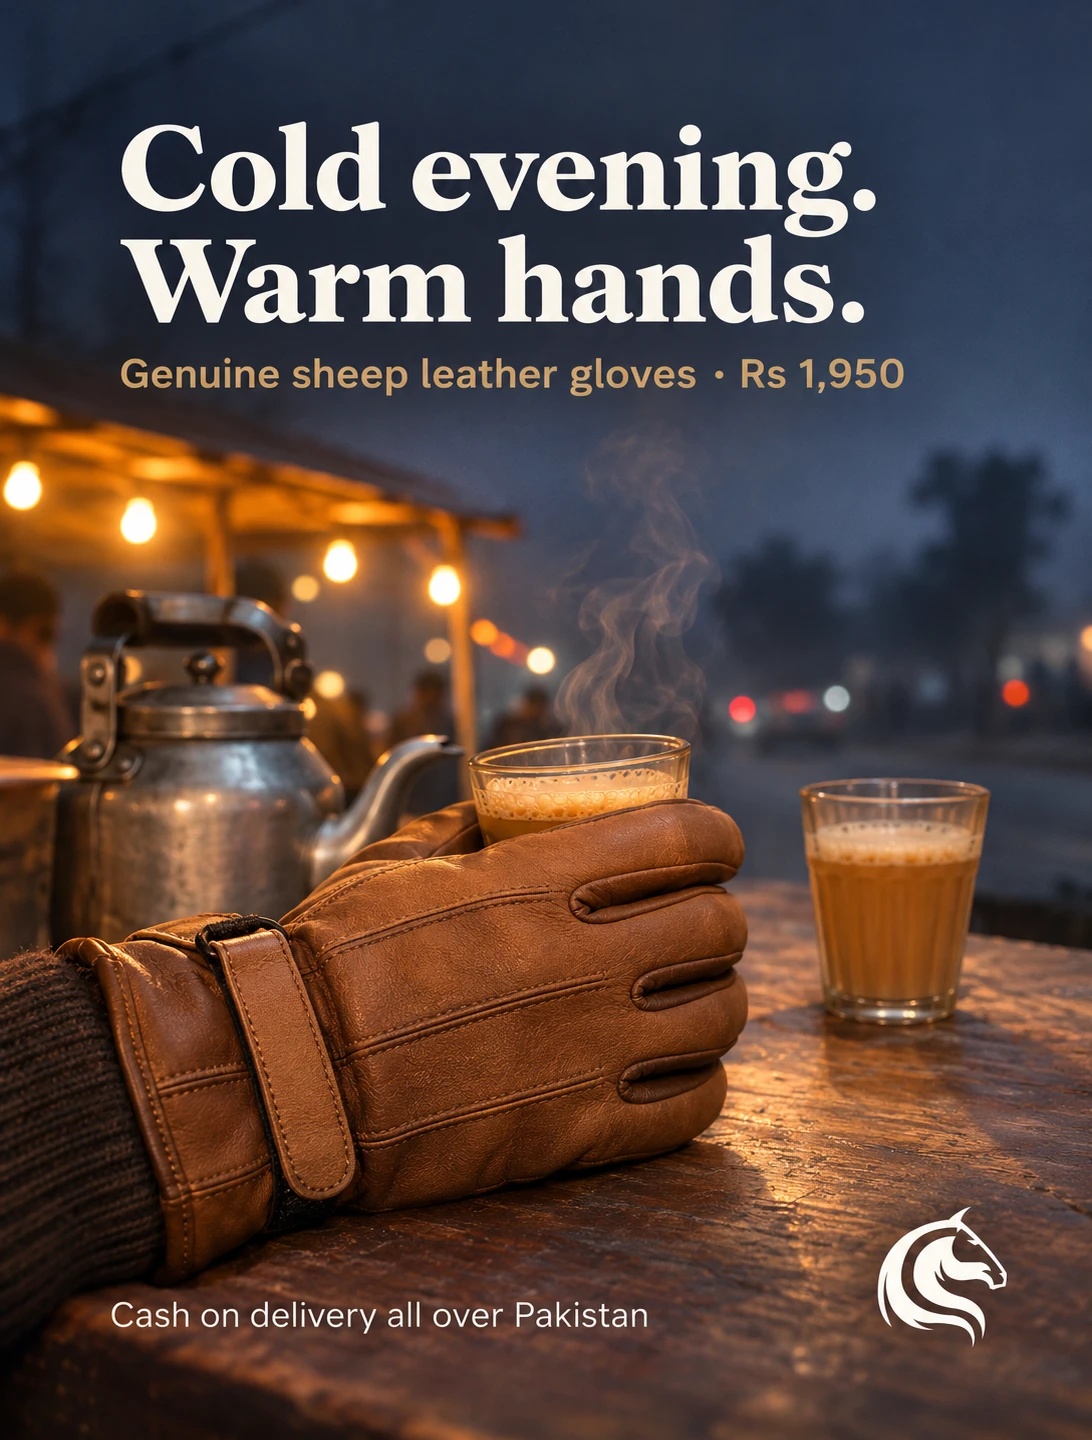 Cold evening.
Warm hands.
Genuine sheep leather gloves • Rs 1,950
Cash on delivery all over Pakistan